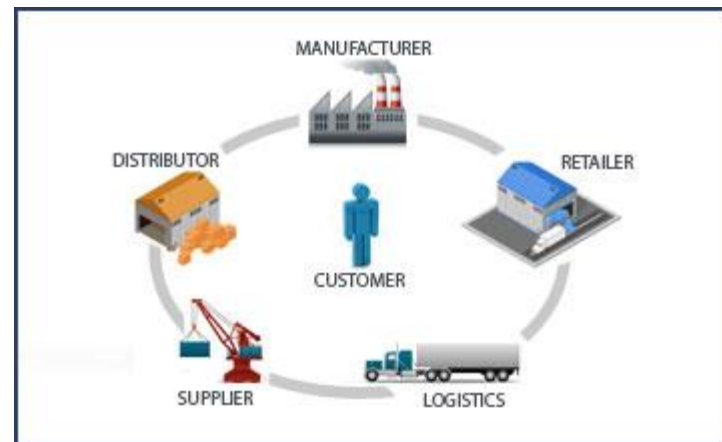 MANUFACTURER
DISTRIBUTOR
RETAILER
CUSTOMER
SUPPLIER
LOGISTICS